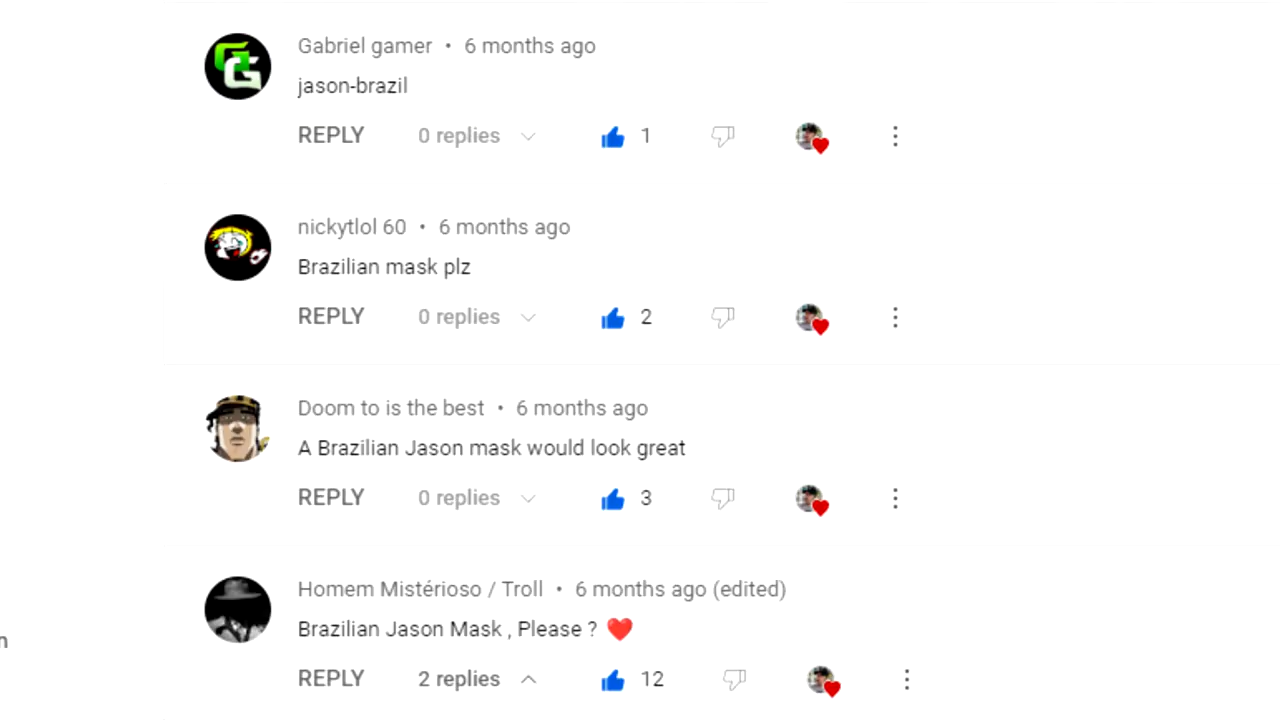 Gabriel gamer • 6 months ago
jason-brazil
REPLY 0 replies 1
nickytlol 60 • 6 months ago
Brazilian mask plz
REPLY 0 replies 2
Doom to is the best • 6 months ago
A Brazilian Jason mask would look great
REPLY 0 replies 3
Homem Mistérioso / Troll • 6 months ago (edited)
Brazilian Jason Mask , Please ? ❤️
n
REPLY 2 replies 12